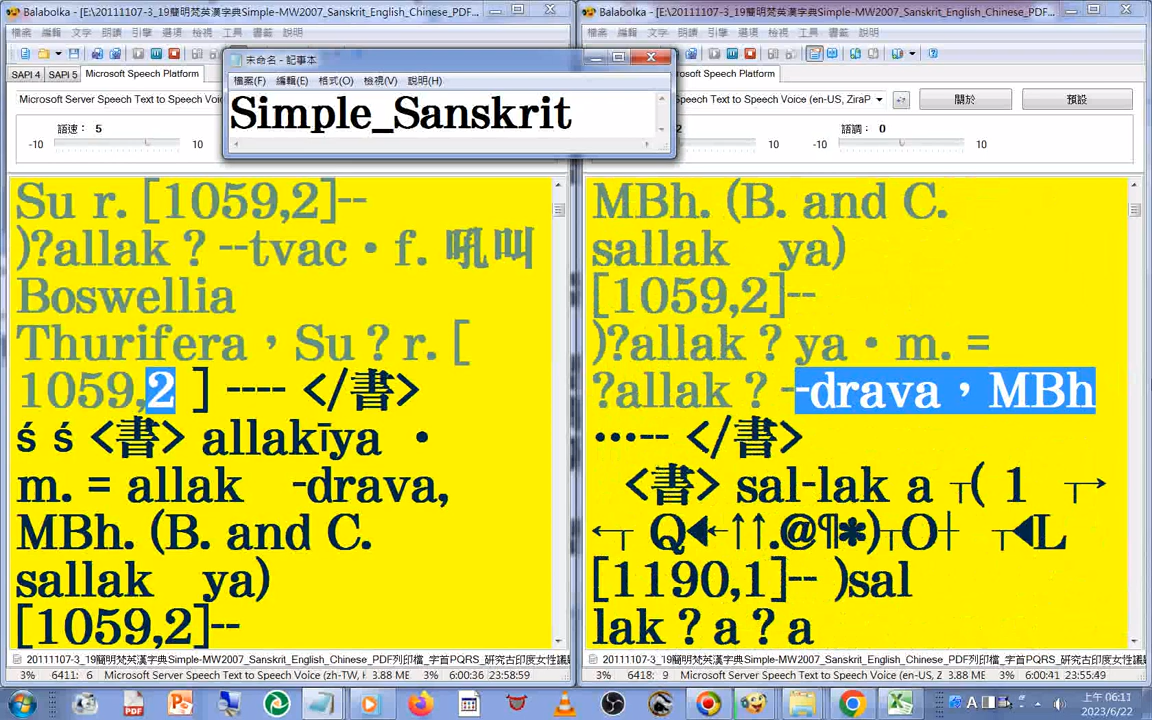 Balabolka - [E:\20111107-3_19簡明梵英漢字典Simple-MW2007_Sanskrit_English_Chinese_PDF...
檔案 編輯 文字 朗讀 引擎 選項 檢視 工具 書籤 說明
SAPI 4 SAPI 5 Microsoft Speech Platform
Microsoft Server Speech Text to Speech Voi
語速： 5
-10 10
未命名 - 記事本
檔案(F) 編輯(E) 格式(O) 檢視(V) 說明(H)
Simple_Sanskrit
Su r. [1059,2]--
)?allak ? --tvac • f. 吼叫
Boswellia
Thurifera，Su ? r. [
1059,2 ] ---- </書>
ś ś <書> allakīya •
m. = allak -drava,
MBh. (B. and C.
sallak ya)
[1059,2]--
20111107-3_19簡明梵英漢字典Simple-MW2007_Sanskrit_English_Chinese_PDF列印檔_字首PQRS_研究古印度女性議
3% 6411: 6 Microsoft Server Speech Text to Speech Voice (zh-TW, H 3.88 MB 3% 6:00:36 23:58:59
Balabolka - [E:\20111107-3_19簡明梵英漢字典Simple-MW2007_Sanskrit_English_Chinese_PDF...
檔案 編輯 文字 朗讀 引擎 選項 檢視 工具 書籤 說明
osoft Speech Platform
Speech Text to Speech Voice (en-US, ZiraP
關於 預設
2 語調： 0
10 -10 10
MBh. (B. and C.
sallak ya)
[1059,2]--
)?allak ? ya • m. =
?allak ? --drava，MBh
…-- </書>
<書> sal-lak a ┬( 1 ┬→
←┬ Q◀←↑↑.@¶✱)┬O┼ ┬◀L
[1190,1]-- )sal
lak ? a ? a
20111107-3_19簡明梵英漢字典Simple-MW2007_Sanskrit_English_Chinese_PDF列印檔_字首PQRS_研究古印度女性議
3% 6418: 9 Microsoft Server Speech Text to Speech Voice (en-US, Z 3.88 MB 3% 6:00:41 23:55:49
上午 06:11
2023/6/22